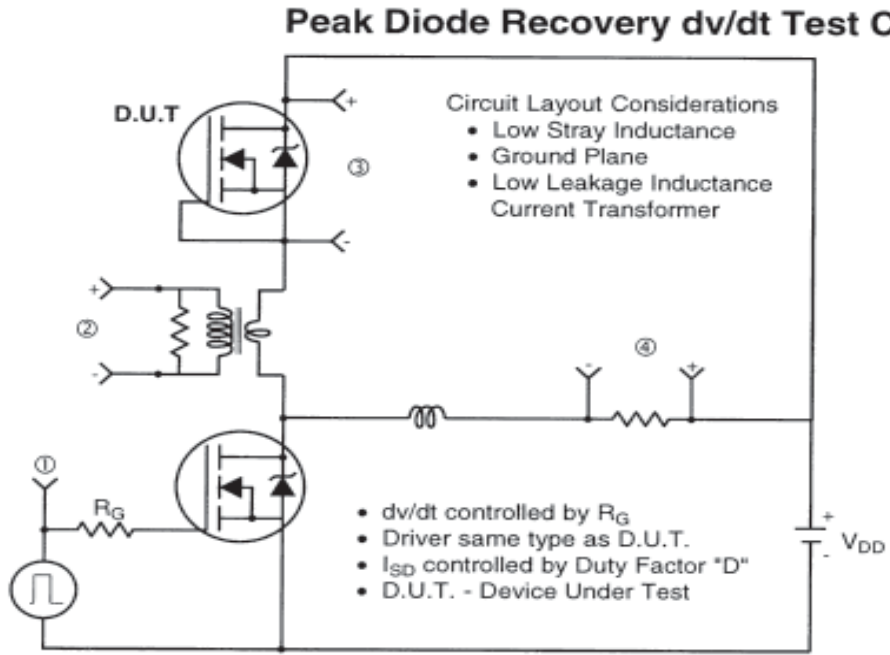 Peak Diode Recovery dv/dt Test C
D.U.T
+
③
-
Circuit Layout Considerations
• Low Stray Inductance
• Ground Plane
• Low Leakage Inductance
Current Transformer
+
②
-
④
- +
①
R_G
• dv/dt controlled by R_G
• Driver same type as D.U.T.
• I_SD controlled by Duty Factor "D"
• D.U.T. - Device Under Test
+
V_DD
-